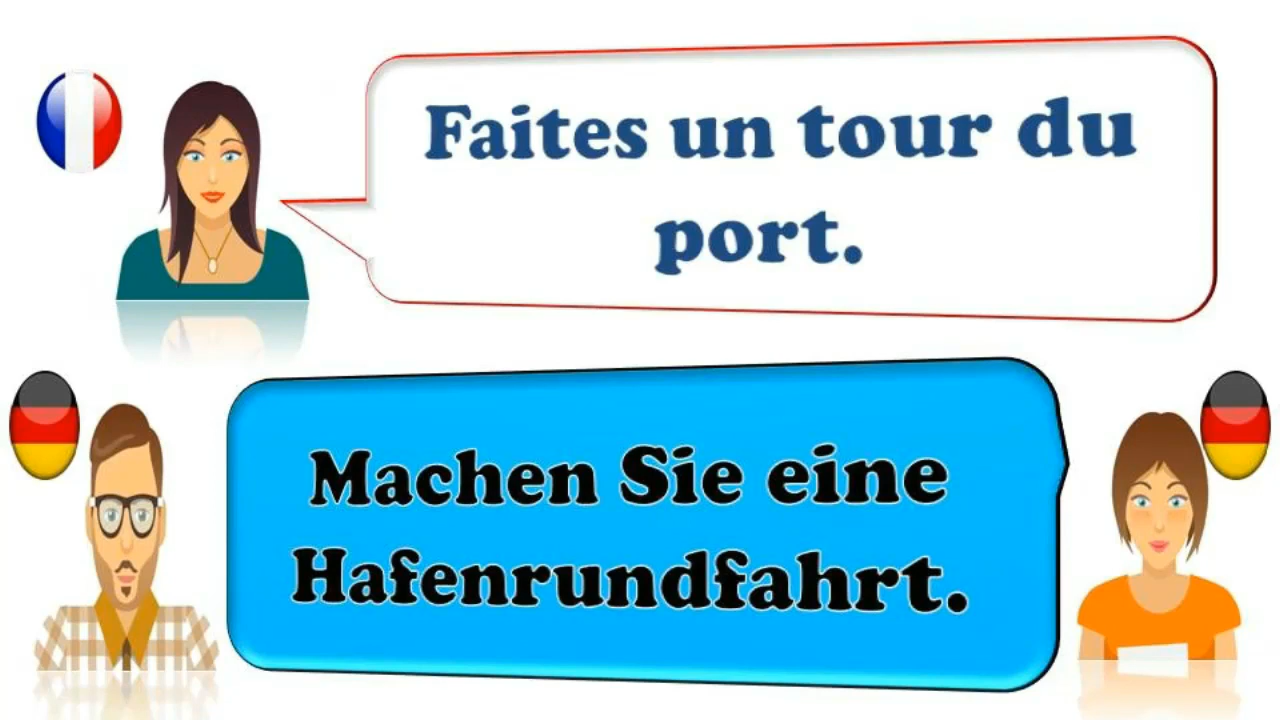 Faites un tour du
port.
Machen Sie eine
Hafenrundfahrt.